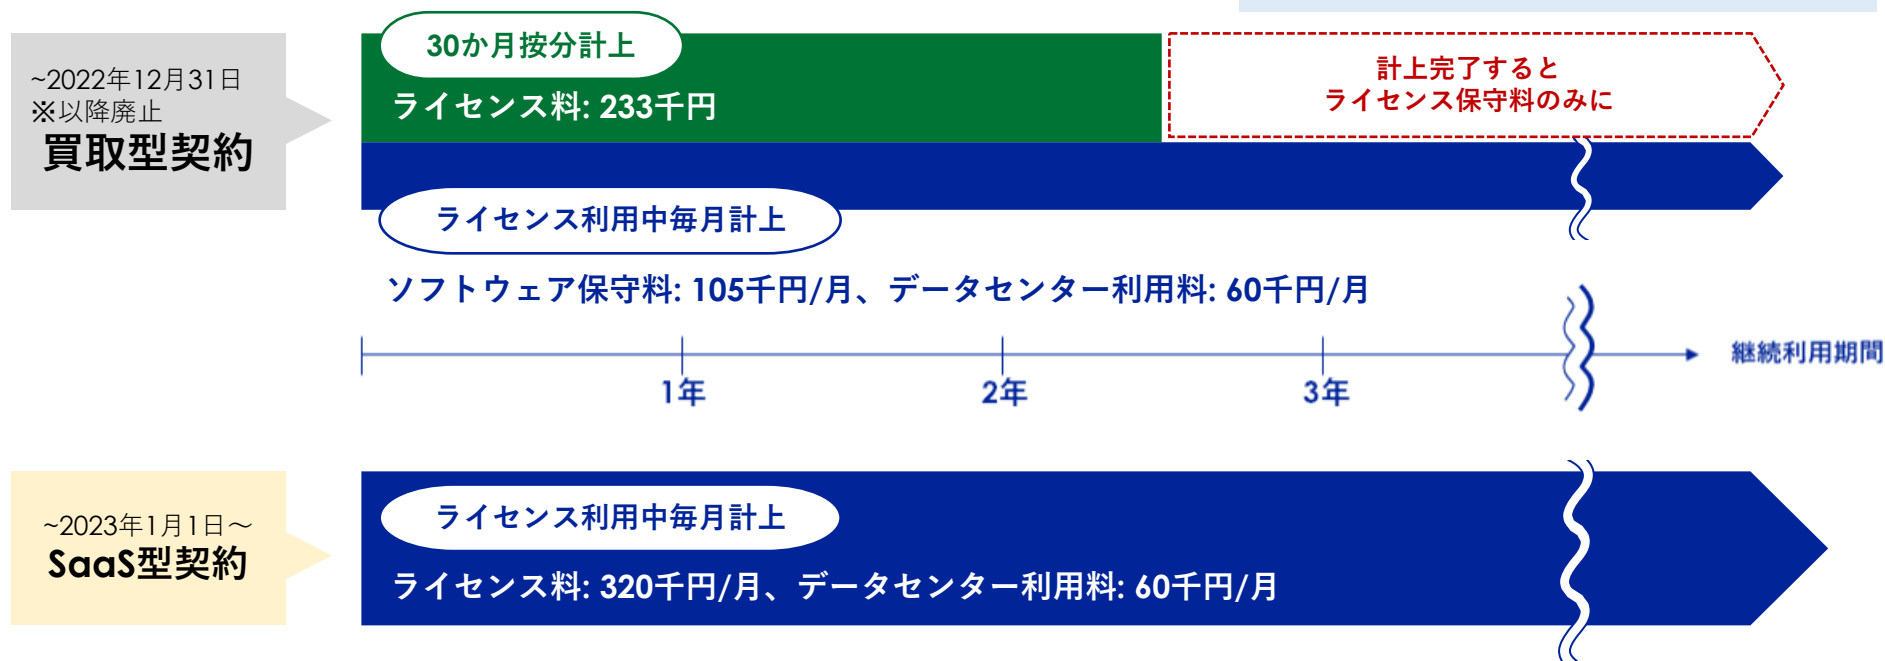 ~2022年12月31日
※以降廃止
買取型契約
30か月按分計上
ライセンス料: 233千円
計上完了すると
ライセンス保守料のみに
ライセンス利用中毎月計上
ソフトウェア保守料: 105千円/月、データセンター利用料: 60千円/月
1年
2年
3年
継続利用期間
~2023年1月1日～
SaaS型契約
ライセンス利用中毎月計上
ライセンス料: 320千円/月、データセンター利用料: 60千円/月